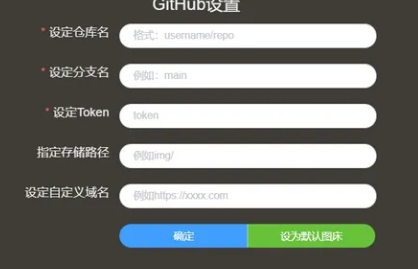 GitHub设置
* 设定仓库名
格式：username/repo
* 设定分支名
例如：main
* 设定Token
token
指定存储路径
例如img/
设定自定义域名
例如https://xxxx.com
确定
设为默认图床